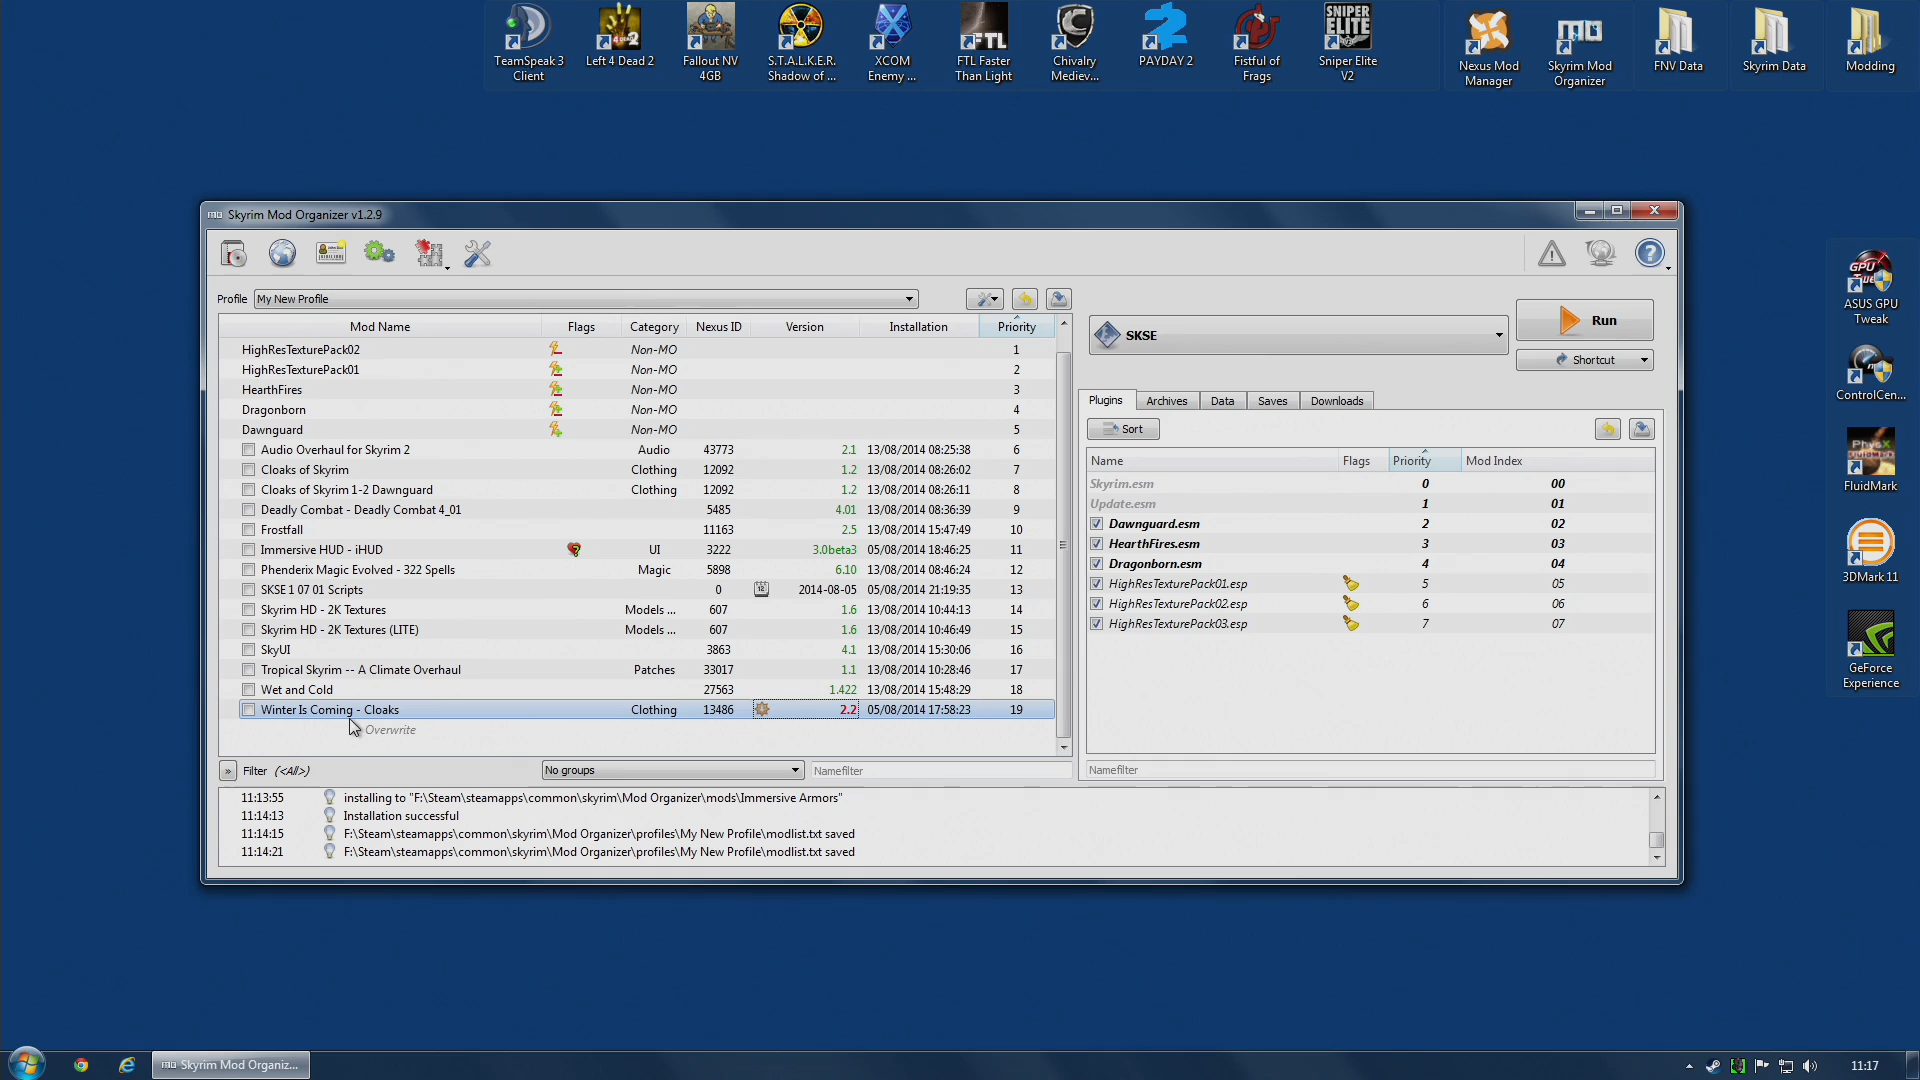 TeamSpeak 3 Client
Left 4 Dead 2
Fallout NV 4GB
S.T.A.L.K.E.R. Shadow of ...
XCOM Enemy ...
FTL Faster Than Light
Chivalry Mediev...
PAYDAY 2
Fistful of Frags
SNIPER ELITE
Sniper Elite V2
Nexus Mod Manager
Skyrim Mod Organizer
FNV Data
Skyrim Data
Modding
Skyrim Mod Organizer v1.2.9
Profile My New Profile
Mod Name Flags Category Nexus ID Version Installation Priority
HighResTexturePack02 Non-MO 1
HighResTexturePack01 Non-MO 2
HearthFires Non-MO 3
Dragonborn Non-MO 4
Dawnguard Non-MO 5
Audio Overhaul for Skyrim 2 Audio 43773 2.1 13/08/2014 08:25:38 6
Cloaks of Skyrim Clothing 12092 1.2 13/08/2014 08:26:02 7
Cloaks of Skyrim 1-2 Dawnguard Clothing 12092 1.2 13/08/2014 08:26:11 8
Deadly Combat - Deadly Combat 4_01 5485 4.01 13/08/2014 08:36:39 9
Frostfall 11163 2.5 13/08/2014 15:47:49 10
Immersive HUD - iHUD UI 3222 3.0beta3 05/08/2014 18:46:25 11
Phenderix Magic Evolved - 322 Spells Magic 5898 6.10 13/08/2014 08:46:24 12
SKSE 1 07 01 Scripts 0 2014-08-05 05/08/2014 21:19:35 13
Skyrim HD - 2K Textures Models ... 607 1.6 13/08/2014 10:44:13 14
Skyrim HD - 2K Textures (LITE) Models ... 607 1.6 13/08/2014 10:46:49 15
SkyUI 3863 4.1 13/08/2014 15:30:06 16
Tropical Skyrim -- A Climate Overhaul Patches 33017 1.1 13/08/2014 10:28:46 17
Wet and Cold 27563 1.422 13/08/2014 15:48:29 18
Winter Is Coming - Cloaks Clothing 13486 2.2 05/08/2014 17:58:23 19
Overwrite
» Filter (<All>) No groups Namefilter
SKSE
Run
Shortcut
Plugins Archives Data Saves Downloads
Sort
Name Flags Priority Mod Index
Skyrim.esm 0 00
Update.esm 1 01
Dawnguard.esm 2 02
HearthFires.esm 3 03
Dragonborn.esm 4 04
HighResTexturePack01.esp 5 05
HighResTexturePack02.esp 6 06
HighResTexturePack03.esp 7 07
Namefilter
11:13:55 installing to "F:\Steam\steamapps\common\skyrim\Mod Organizer\mods\Immersive Armors"
11:14:13 Installation successful
11:14:15 F:\Steam\steamapps\common\skyrim\Mod Organizer\profiles\My New Profile\modlist.txt saved
11:14:21 F:\Steam\steamapps\common\skyrim\Mod Organizer\profiles\My New Profile\modlist.txt saved
ASUS GPU Tweak
ControlCen...
FluidMark
3DMark 11
GeForce Experience
Skyrim Mod Organiz...
11:17